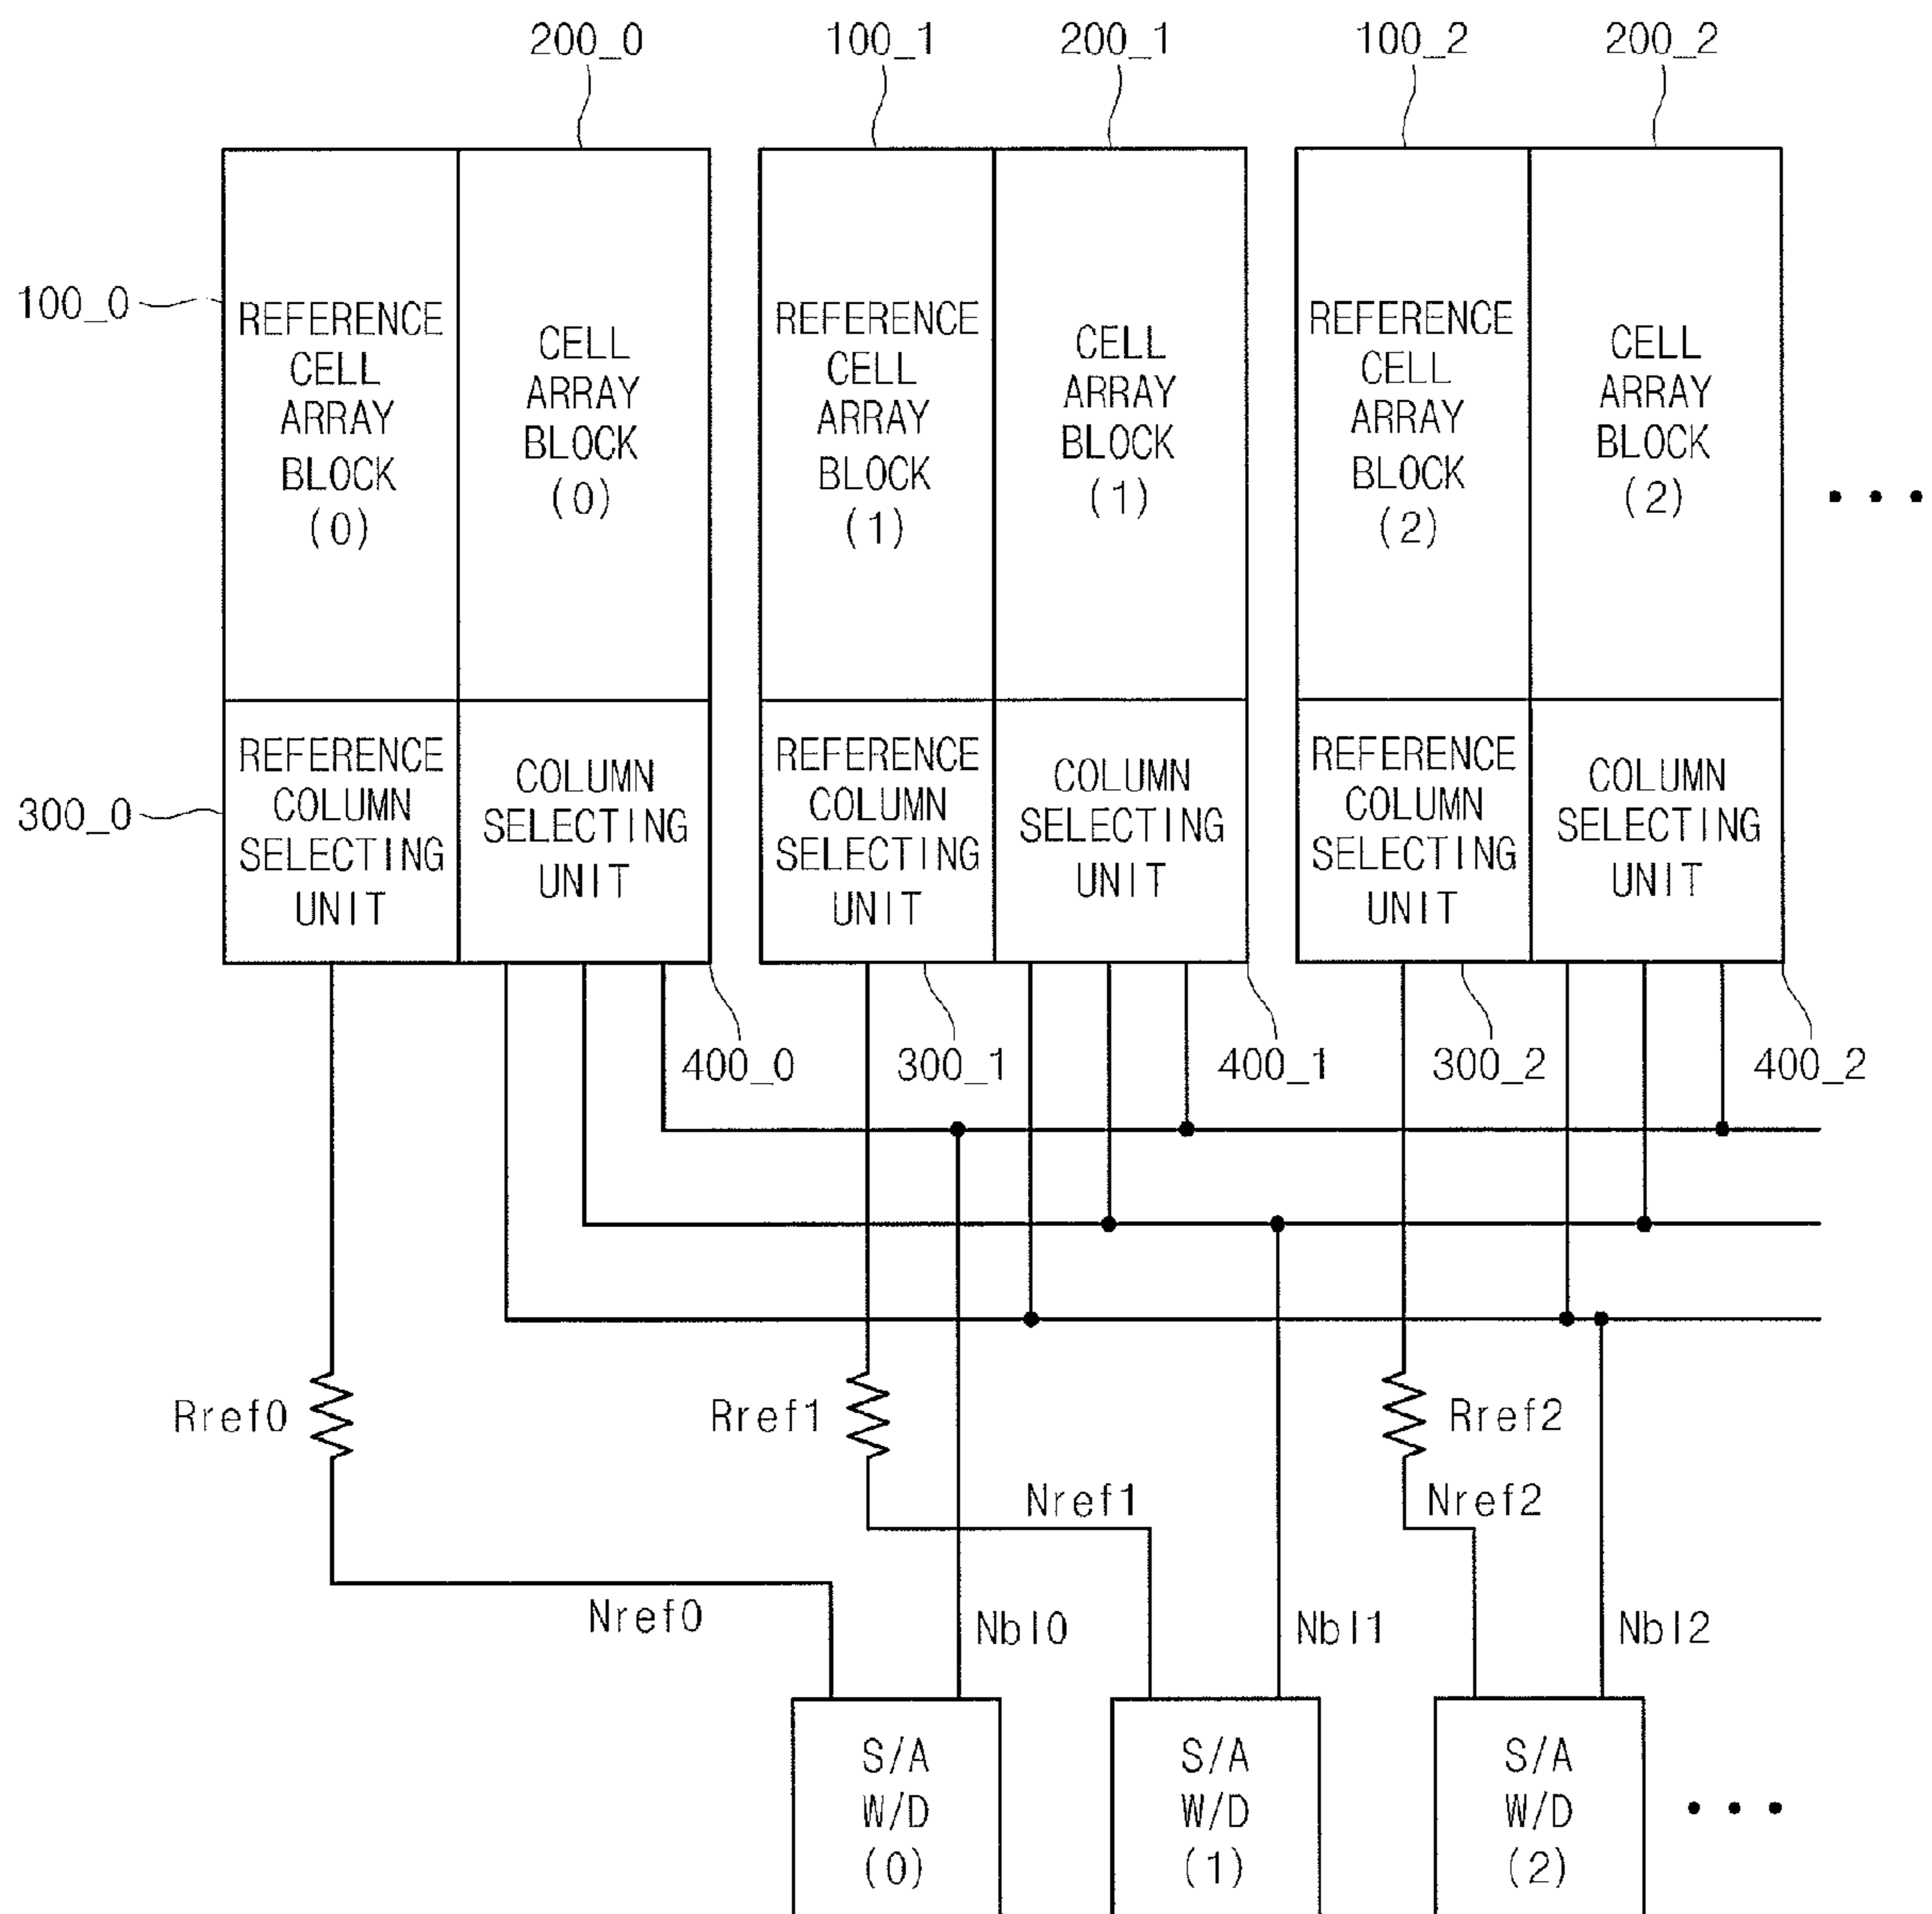 200_0
100_1
200_1
100_2
200_2
100_0
REFERENCE
CELL
ARRAY
BLOCK
(0)
CELL
ARRAY
BLOCK
(0)
REFERENCE
CELL
ARRAY
BLOCK
(1)
CELL
ARRAY
BLOCK
(1)
REFERENCE
CELL
ARRAY
BLOCK
(2)
CELL
ARRAY
BLOCK
(2)
• • •
300_0
REFERENCE
COLUMN
SELECTING
UNIT
COLUMN
SELECTING
UNIT
REFERENCE
COLUMN
SELECTING
UNIT
COLUMN
SELECTING
UNIT
REFERENCE
COLUMN
SELECTING
UNIT
COLUMN
SELECTING
UNIT
400_0
300_1
400_1
300_2
400_2
Rref0
Rref1
Rref2
Nref1
Nref2
Nref0
Nbl0
Nbl1
Nbl2
S/A
W/D
(0)
S/A
W/D
(1)
S/A
W/D
(2)
• • •